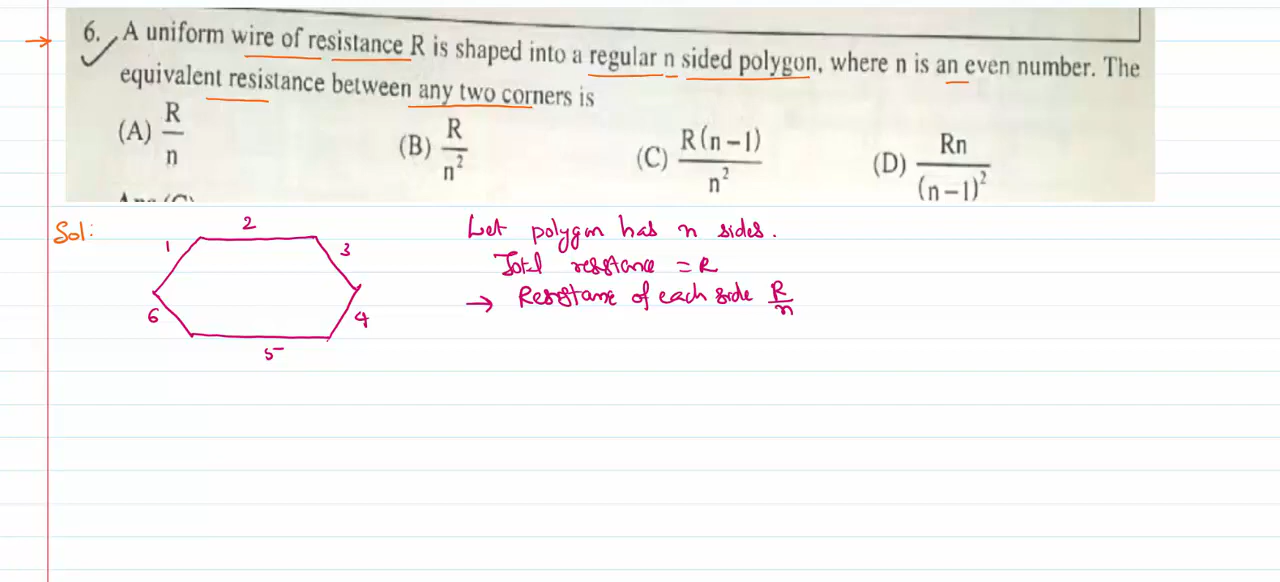 6. A uniform wire of resistance R is shaped into a regular n sided polygon, where n is an even number. The
equivalent resistance between any two corners is
(A) R/n (B) R/n² (C) R(n−1)/n² (D) Rn/(n−1)²
Sol:
1 2 3 4 5 6
Let polygon has n sides.
Total resstance = R
→ Resistance of each side R/n